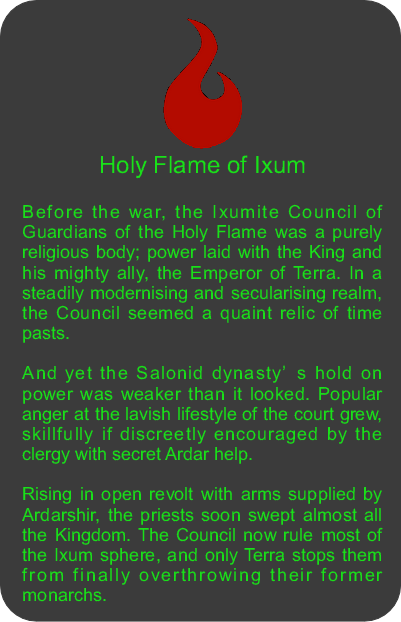 Holy Flame of Ixum
Before the war, the Ixumite Council of
Guardians of the Holy Flame was a purely
religious body; power laid with the King and
his mighty ally, the Emperor of Terra. In a
steadily modernising and secularising realm,
the Council seemed a quaint relic of time
pasts.
And yet the Salonid dynasty' s hold on
power was weaker than it looked. Popular
anger at the lavish lifestyle of the court grew,
skillfully if discreetly encouraged by the
clergy with secret Ardar help.
Rising in open revolt with arms supplied by
Ardarshir, the priests soon swept almost all
the Kingdom. The Council now rule most of
the Ixum sphere, and only Terra stops them
from finally overthrowing their former
monarchs.